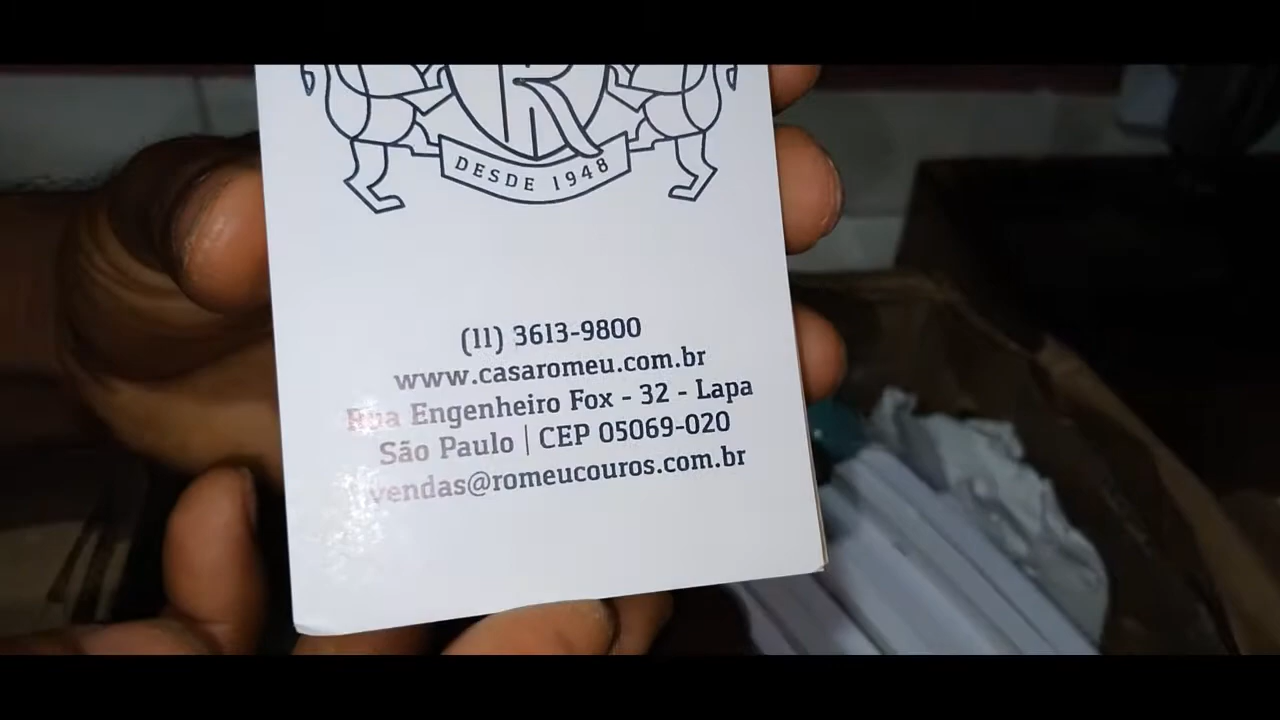 R
DESDE 1948
(11) 3613-9800
www.casaromeu.com.br
Rua Engenheiro Fox - 32 - Lapa
São Paulo | CEP 05069-020
vendas@romeucouros.com.br